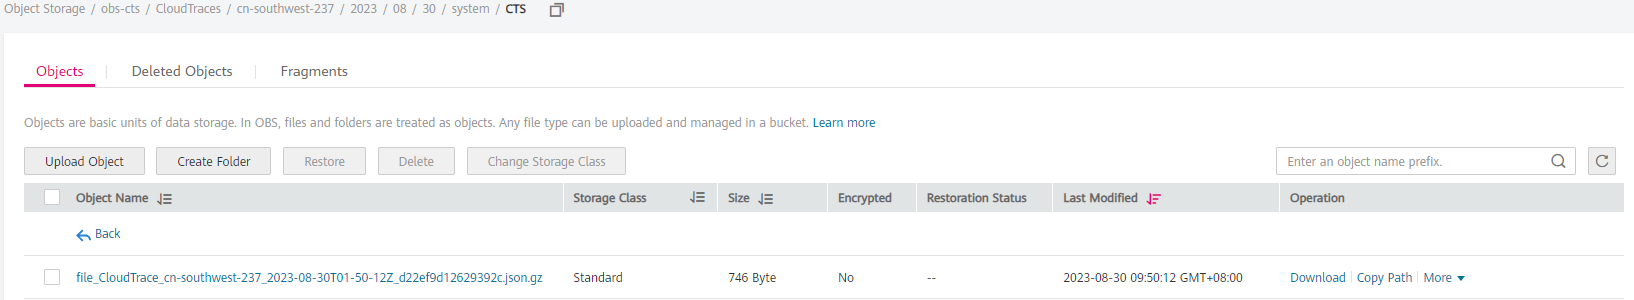 Object Storage / obs-cts / CloudTraces / cn-southwest-237 / 2023 / 08 / 30 / system / CTS
Objects Deleted Objects Fragments
Objects are basic units of data storage. In OBS, files and folders are treated as objects. Any file type can be uploaded and managed in a bucket. Learn more
Upload Object Create Folder Restore Delete Change Storage Class Enter an object name prefix.
Object Name Storage Class Size Encrypted Restoration Status Last Modified Operation
Back
file_CloudTrace_cn-southwest-237_2023-08-30T01-50-12Z_d22ef9d12629392c.json.gz Standard 746 Byte No -- 2023-08-30 09:50:12 GMT+08:00 Download Copy Path More